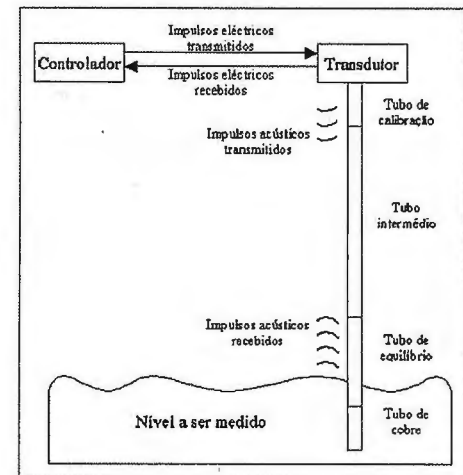 Impulsos eléctricos
transmitidos
Controlador
Transdutor
Impulsos eléctricos
recebidos
Tubo de
calibração
Impulsos acústicos
transmitidos
Tubo
intermédio
Impulsos acústicos
recebidos
Tubo de
equilíbrio
Nível a ser medido
Tubo de
cobre